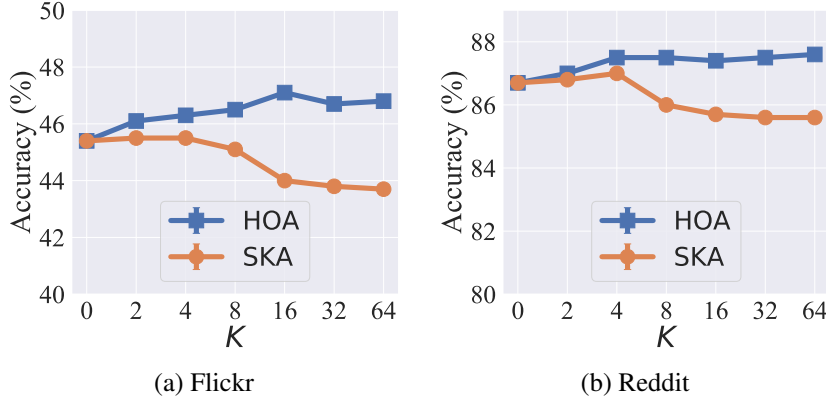 50
48
46
44
42
40
Accuracy (%)
HOA
SKA
0 2 4 8 16 32 64
K
(a) Flickr
88
86
84
82
80
Accuracy (%)
HOA
SKA
0 2 4 8 16 32 64
K
(b) Reddit